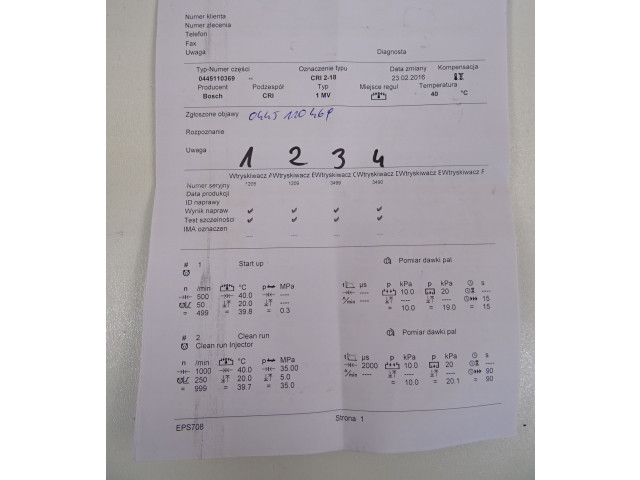 Numer klienta
Numer zlecenia
Telefon
Fax
Uwaga Diagnosta
Typ-Numer części Oznaczenie typu Data zmiany Kompensacja
0445110369 -- CRI 2-18 23.02.2016
Producent Podzespół Typ Miejsce regul Temperatura
Bosch CRI 1 MV 40 °C
Zgłoszone objawy 0445 110 469
Rozpoznanie
Uwaga 1 2 3 4
Wtryskiwacz A Wtryskiwacz B Wtryskiwacz C Wtryskiwacz D Wtryskiwacz E Wtryskiwacz F
Numer seryjny *208 1209 3489 3490
Data produkcji
ID naprawy
Wynik napraw ✔ ✔ ✔ ✔
Test szczelności ✔ ✔ ✔ ✔
IMA oznaczen --- --- --- ---
# 1 Start up Pomiar dawki pal
n /min °C p MPa µs p kPa p kPa s
500 40.0 ---- ---- 10.0 20 ----
50 20.0 ---- ---- ---- ---- 15
= 499 = 39.8 = 0.3 = 10.0 = 19.0 = 15
# 2 Clean run Pomiar dawki pal
Clean run Injector
n /min °C p MPa µs p kPa p kPa s
1000 40.0 35.00 2000 10.0 20 ----
250 20.0 5.0 ---- ---- ---- 90
= 999 = 39.7 = 35.0 = 10.0 = 20.1 = 90
EPS708 Strona 1